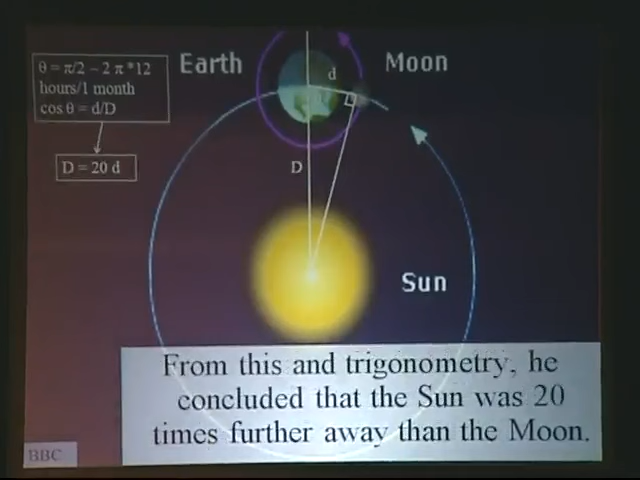 θ = π/2 – 2 π *12
hours/1 month
cos θ = d/D
D = 20 d
Earth
Moon
d
D
Sun
From this and trigonometry, he
concluded that the Sun was 20
times further away than the Moon.
BBC